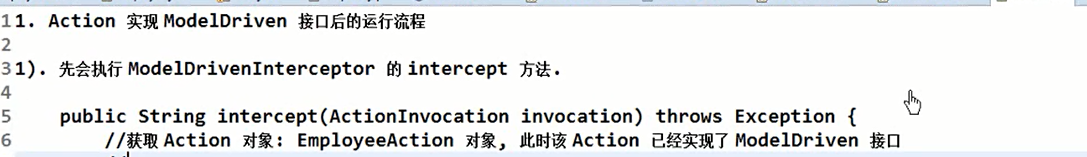 1 1. Action 实现 ModelDriven 接口后的运行流程
2
3 1). 先会执行 ModelDrivenInterceptor 的 intercept 方法.
4
5 public String intercept(ActionInvocation invocation) throws Exception {
6 //获取 Action 对象: EmployeeAction 对象, 此时该 Action 已经实现了 ModelDriven 接口